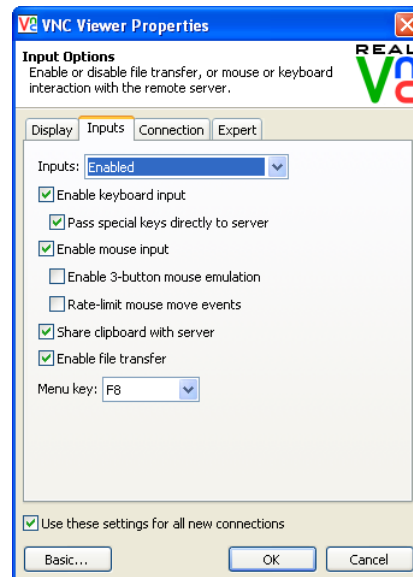 VNC Viewer Properties
Input Options
Enable or disable file transfer, or mouse or keyboard
interaction with the remote server.
REAL
VNC
Display Inputs Connection Expert
Inputs: Enabled
Enable keyboard input
Pass special keys directly to server
Enable mouse input
Enable 3-button mouse emulation
Rate-limit mouse move events
Share clipboard with server
Enable file transfer
Menu key: F8
Use these settings for all new connections
Basic... OK Cancel